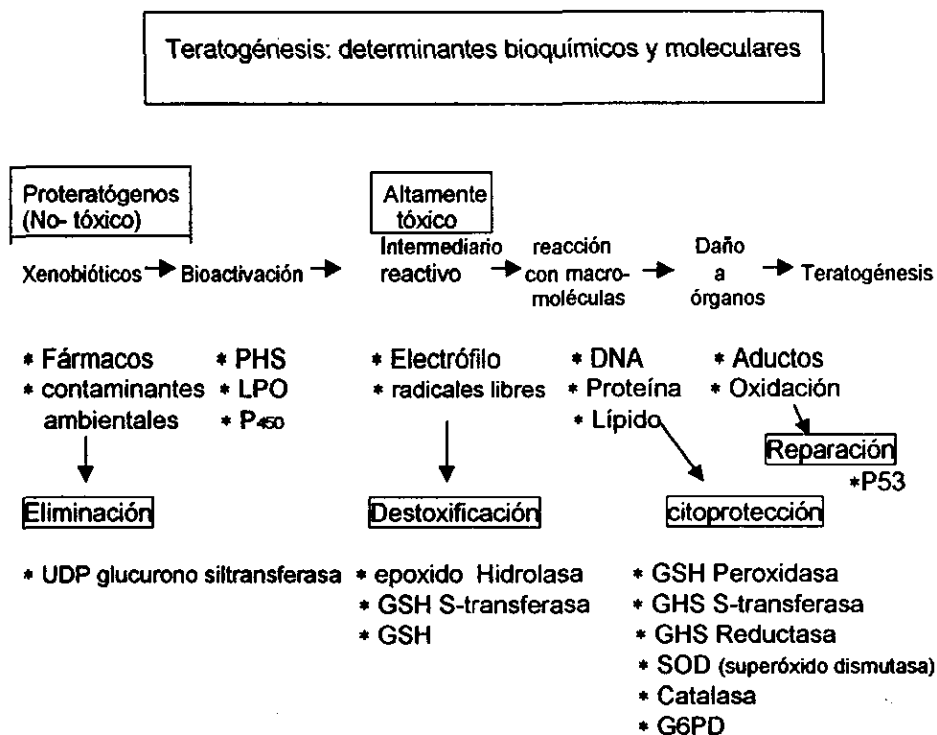 Teratogénesis: determinantes bioquímicos y moleculares
Proteratógenos
(No- tóxico)
Altamente
tóxico
Xenobióticos
Bioactivación
Intermediario
reactivo
reacción
con macro-
moléculas
Daño
a
órganos
Teratogénesis
* Fármacos
* contaminantes
ambientales
* PHS
* LPO
* P450
* Electrófilo
* radicales libres
* DNA
* Proteína
* Lípido
* Aductos
* Oxidación
Reparación
*P53
Eliminación
Destoxificación
citoprotección
* UDP glucurono siltransferasa
* epoxido Hidrolasa
* GSH S-transferasa
* GSH
* GSH Peroxidasa
* GHS S-transferasa
* GHS Reductasa
* SOD (superóxido dismutasa)
* Catalasa
* G6PD